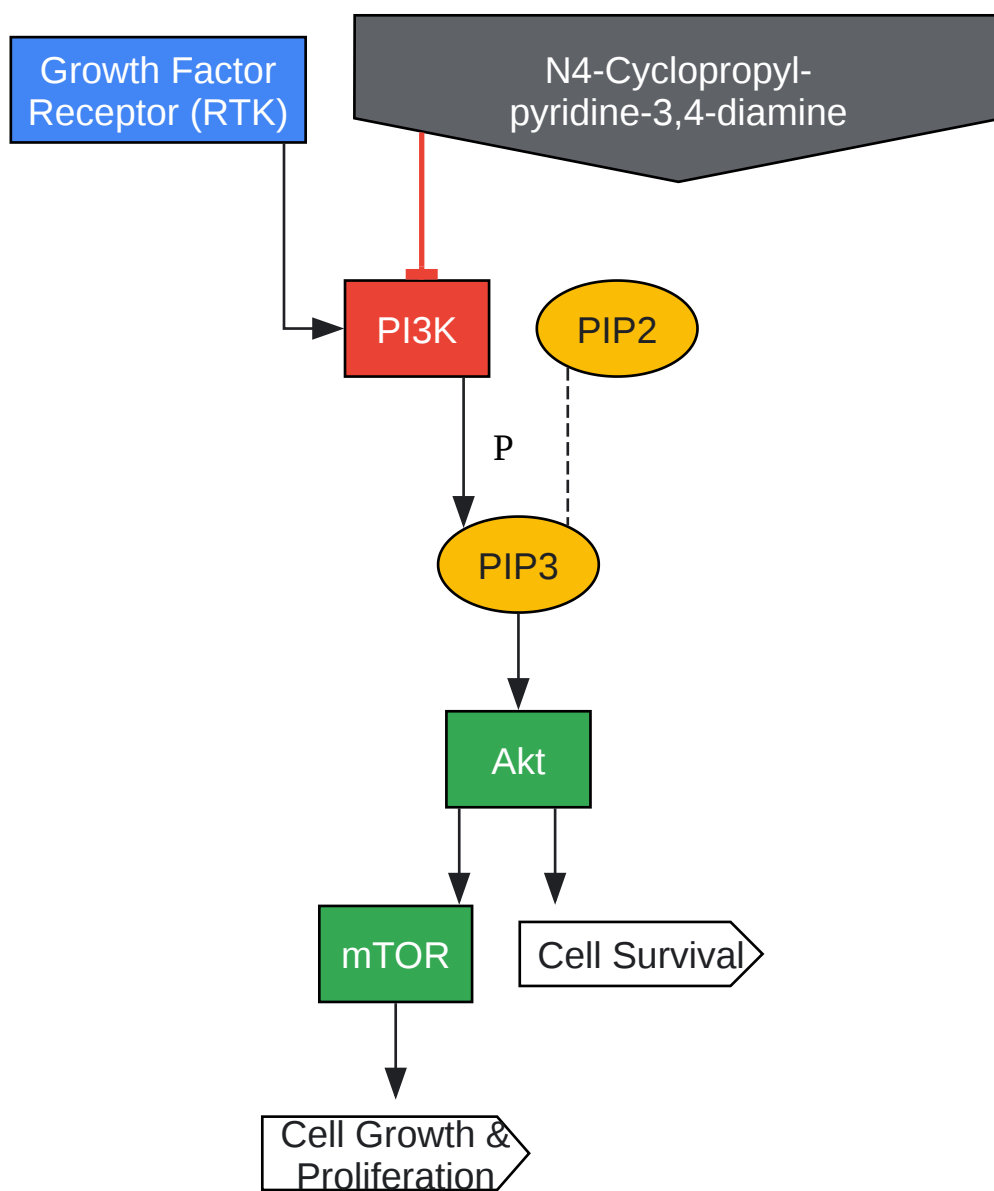 Growth Factor
Receptor (RTK)
N4-Cyclopropyl-
pyridine-3,4-diamine
PI3K
PIP2
P
PIP3
Akt
mTOR
Cell Survival
Cell Growth &
Proliferation